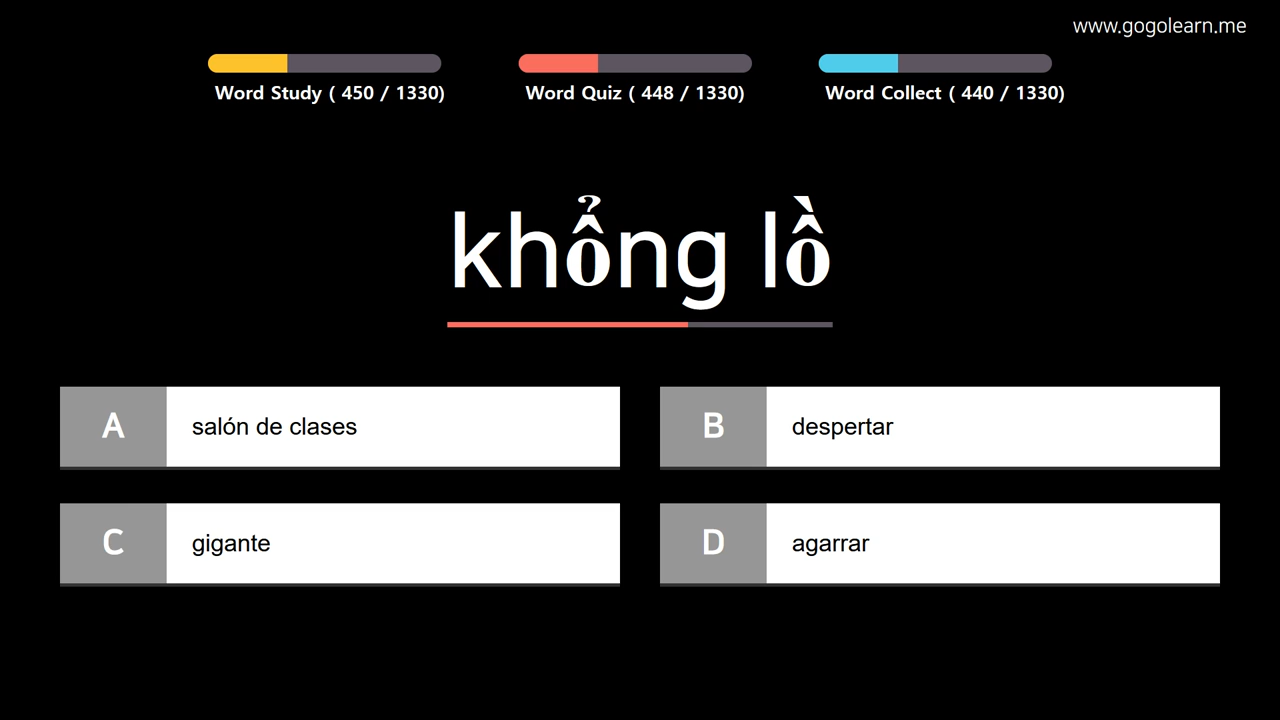 www.gogolearn.me
Word Study ( 450 / 1330)
Word Quiz ( 448 / 1330)
Word Collect ( 440 / 1330)
khổng lồ
A salón de clases
B despertar
C gigante
D agarrar